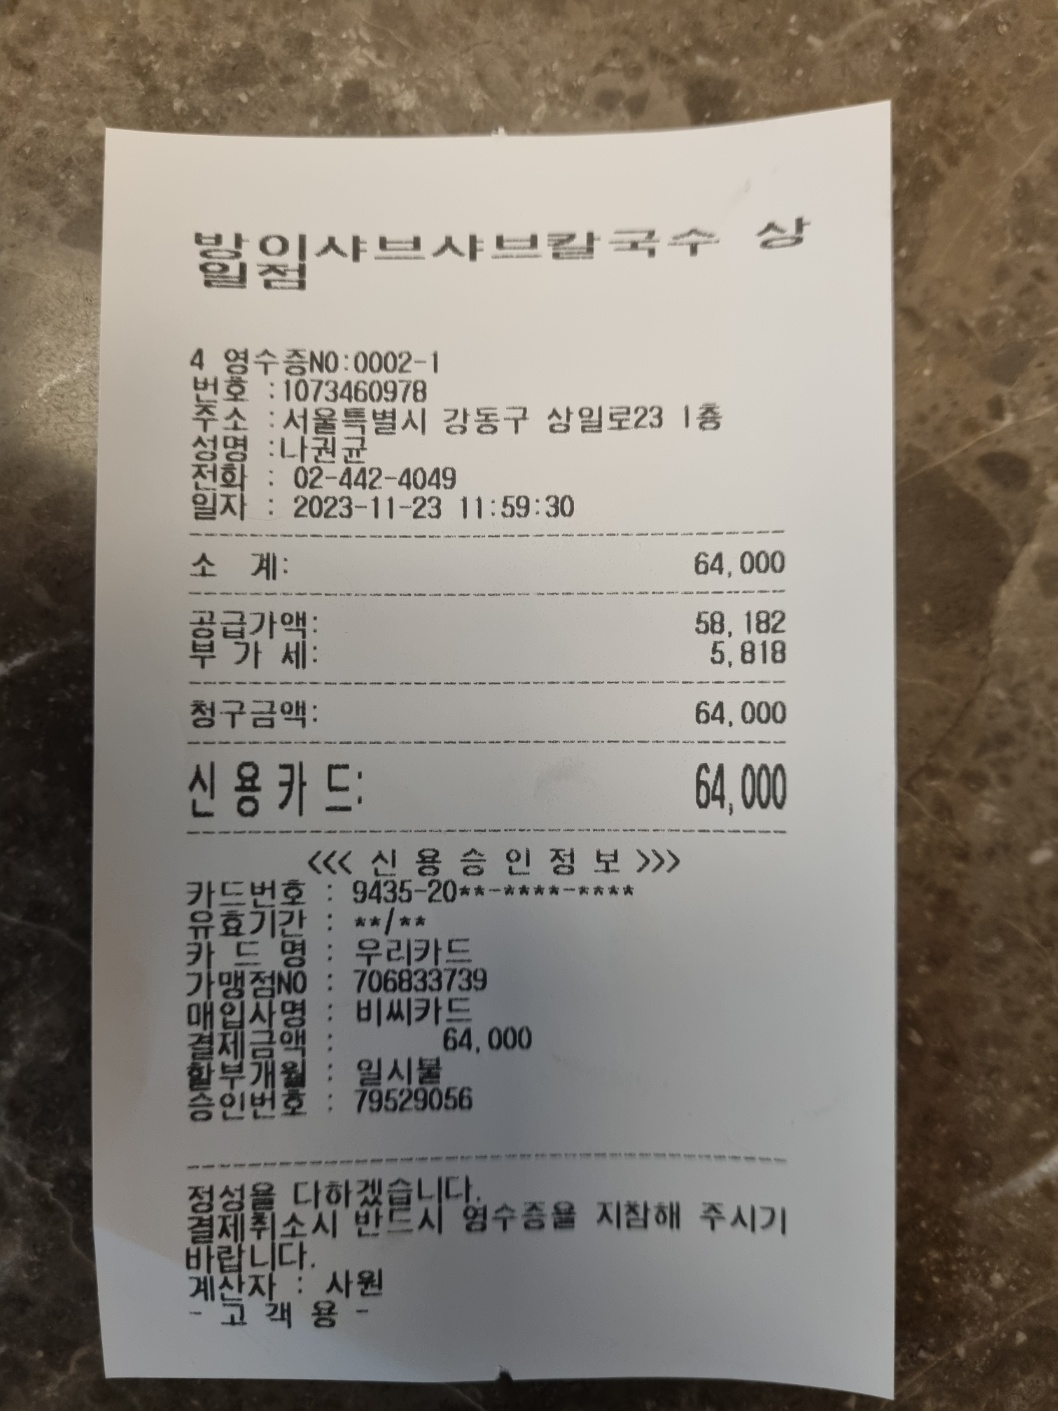 방이샤브샤브칼국수 상
일점
4 영수증NO:0002-1
번호 :1073460978
주소 :서울특별시 강동구 상일로23 1층
성명 :나권균
전화 : 02-442-4049
일자 : 2023-11-23 11:59:30
소 계: 64,000
공급가액: 58,182
부 가 세: 5,818
청구금액: 64,000
신 용 카 드: 64,000
<<< 신 용 승 인 정 보 >>>
카드번호 : 9435-20**-****-****
유효기간 : **/**
카 드 명 : 우리카드
가맹점NO : 706833739
매입사명 : 비씨카드
결제금액 : 64,000
할부개월 : 일시불
승인번호 : 79529056
정성을 다하겠습니다.
결제취소시 반드시 영수증을 지참해 주시기
바랍니다.
계산자 : 사원
- 고 객 용 -